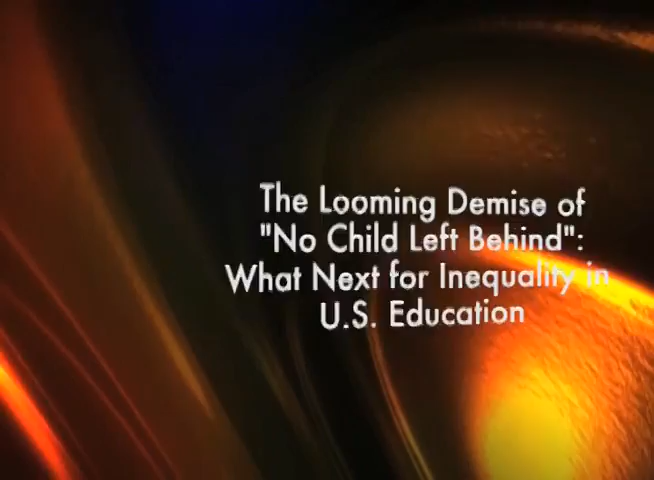 The Looming Demise of
"No Child Left Behind":
What Next for Inequality in
U.S. Education